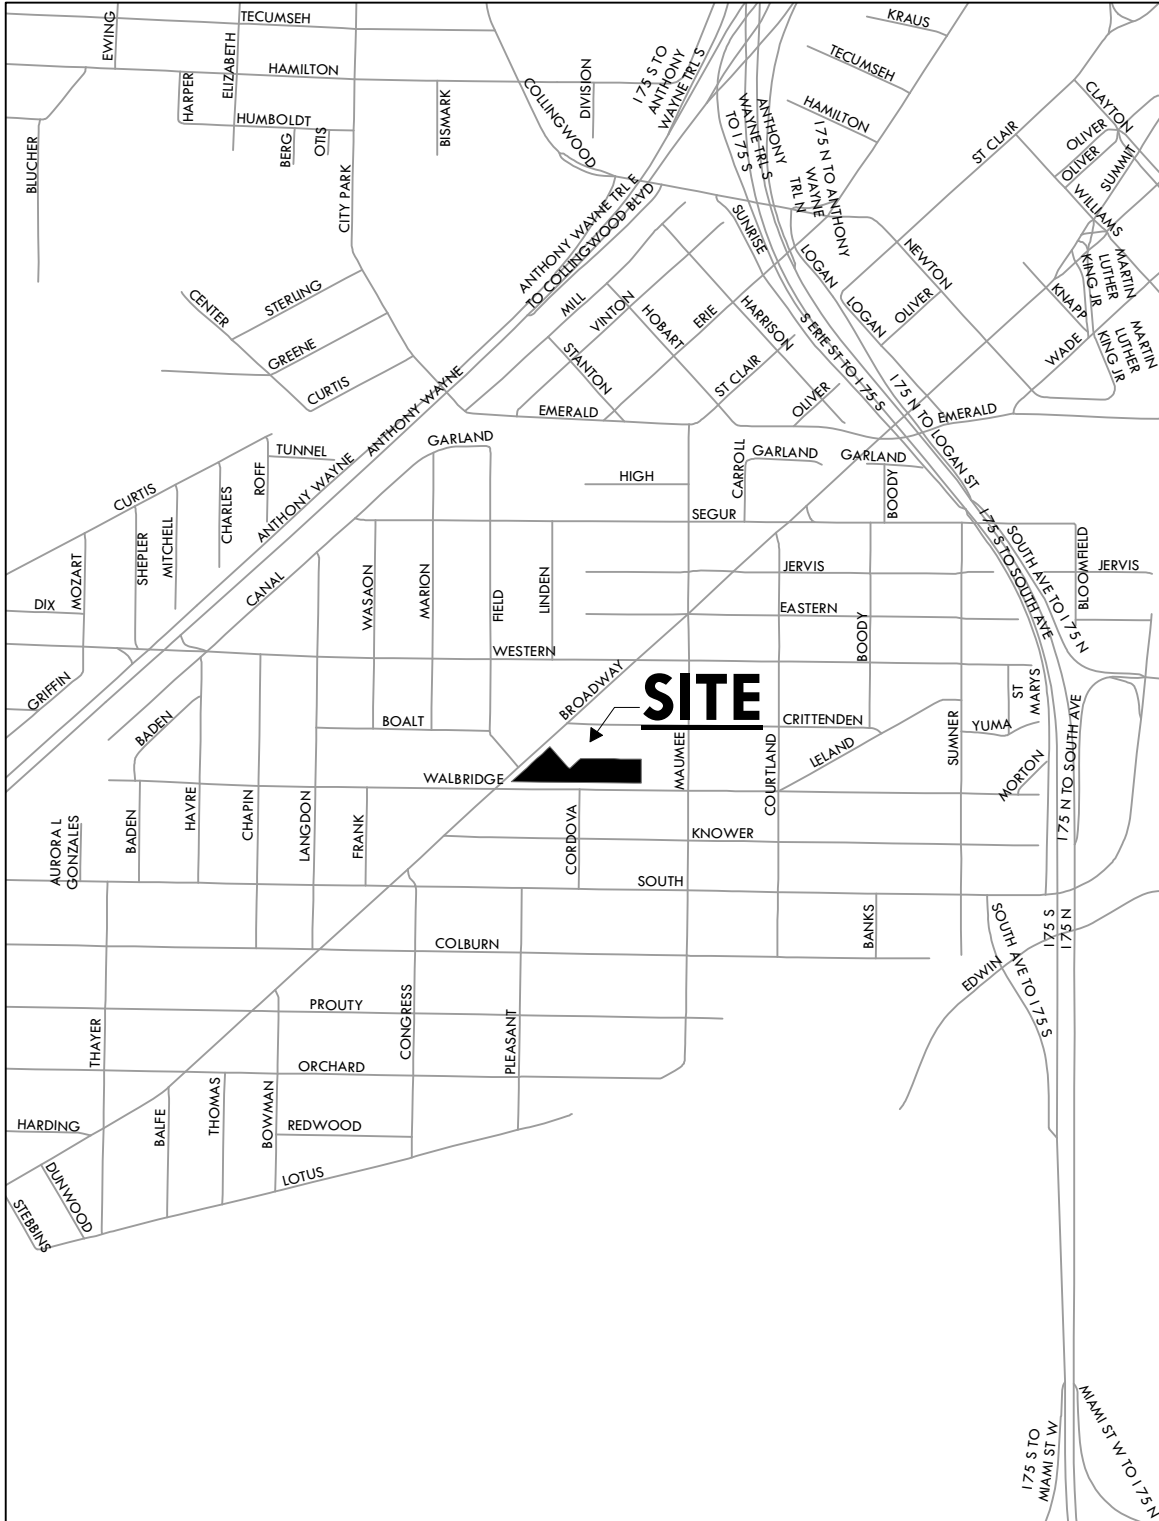 TECUMSEH
EWING
ELIZABETH
HARPER
HAMILTON
HUMBOLDT
BERG
OTIS
BLUCHER
CITY PARK
BISMARK
COLLINGWOOD
DIVISION
I 75 S TO
ANTHONY
WAYNE TRL S
KRAUS
TECUMSEH
HAMILTON
ANTHONY
WAYNE TRL S
TO I 75 S
I 75 N TO ANTHONY
WAYNE
TRL N
ST CLAIR
CLAYTON
OLIVER
OLIVER
SUMMIT
WILLIAMS
MARTIN
LUTHER
KING JR
MARTIN
LUTHER
KING JR
KNAPP
WADE
NEWTON
OLIVER
LOGAN
LOGAN
SUNRISE
ANTHONY WAYNE TRL E
TO COLLINGWOOD BLVD
CENTER
STERLING
GREENE
CURTIS
MILL
VINTON
HOBART
ERIE
HARRISON
STANTON
ST CLAIR
OLIVER
S ERIE ST TO I 75 S
I 75 N TO LOGAN ST
EMERALD
EMERALD
ANTHONY WAYNE
ANTHONY WAYNE
GARLAND
TUNNEL
ROFF
CHARLES
CURTIS
SHEPLER
MITCHELL
MOZART
DIX
GRIFFIN
CANAL
HIGH
CARROLL
GARLAND
GARLAND
BOODY
SEGUR
WASAON
MARION
FIELD
LINDEN
JERVIS
JERVIS
EASTERN
BOODY
BLOOMFIELD
I 75 S TO SOUTH AVE
SOUTH AVE TO I 75 N
WESTERN
BROADWAY
SITE
BOALT
BADEN
CRITTENDEN
LELAND
SUMNER
YUMA
ST
MARYS
MORTON
I 75 N TO SOUTH AVE
MAUMEE
COURTLAND
WALBRIDGE
AURORA L
GONZALES
BADEN
HAVRE
CHAPIN
LANGDON
FRANK
CORDOVA
KNOWER
SOUTH
BANKS
COLBURN
SOUTH AVE TO I 75 S
I 75 S
I 75 N
EDWIN
PROUTY
THAYER
CONGRESS
PLEASANT
ORCHARD
HARDING
BALFE
THOMAS
BOWMAN
REDWOOD
LOTUS
DUNWOOD
STEBBINS
I 75 S TO
MIAMI ST W
MIAMI ST W TO I 75 N